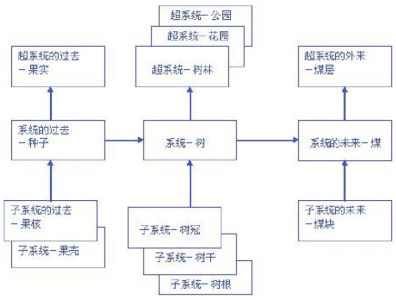 超系统-公园
超系统-花园
超系统的过去
-果实
超系统-树林
超系统的外来
-煤层
系统的过去
-种子
系统-树
系统的未来-煤
子系统的过去
-果核
子系统-果壳
子系统-树冠
子系统-树干
子系统-树根
子系统的未来
-煤块